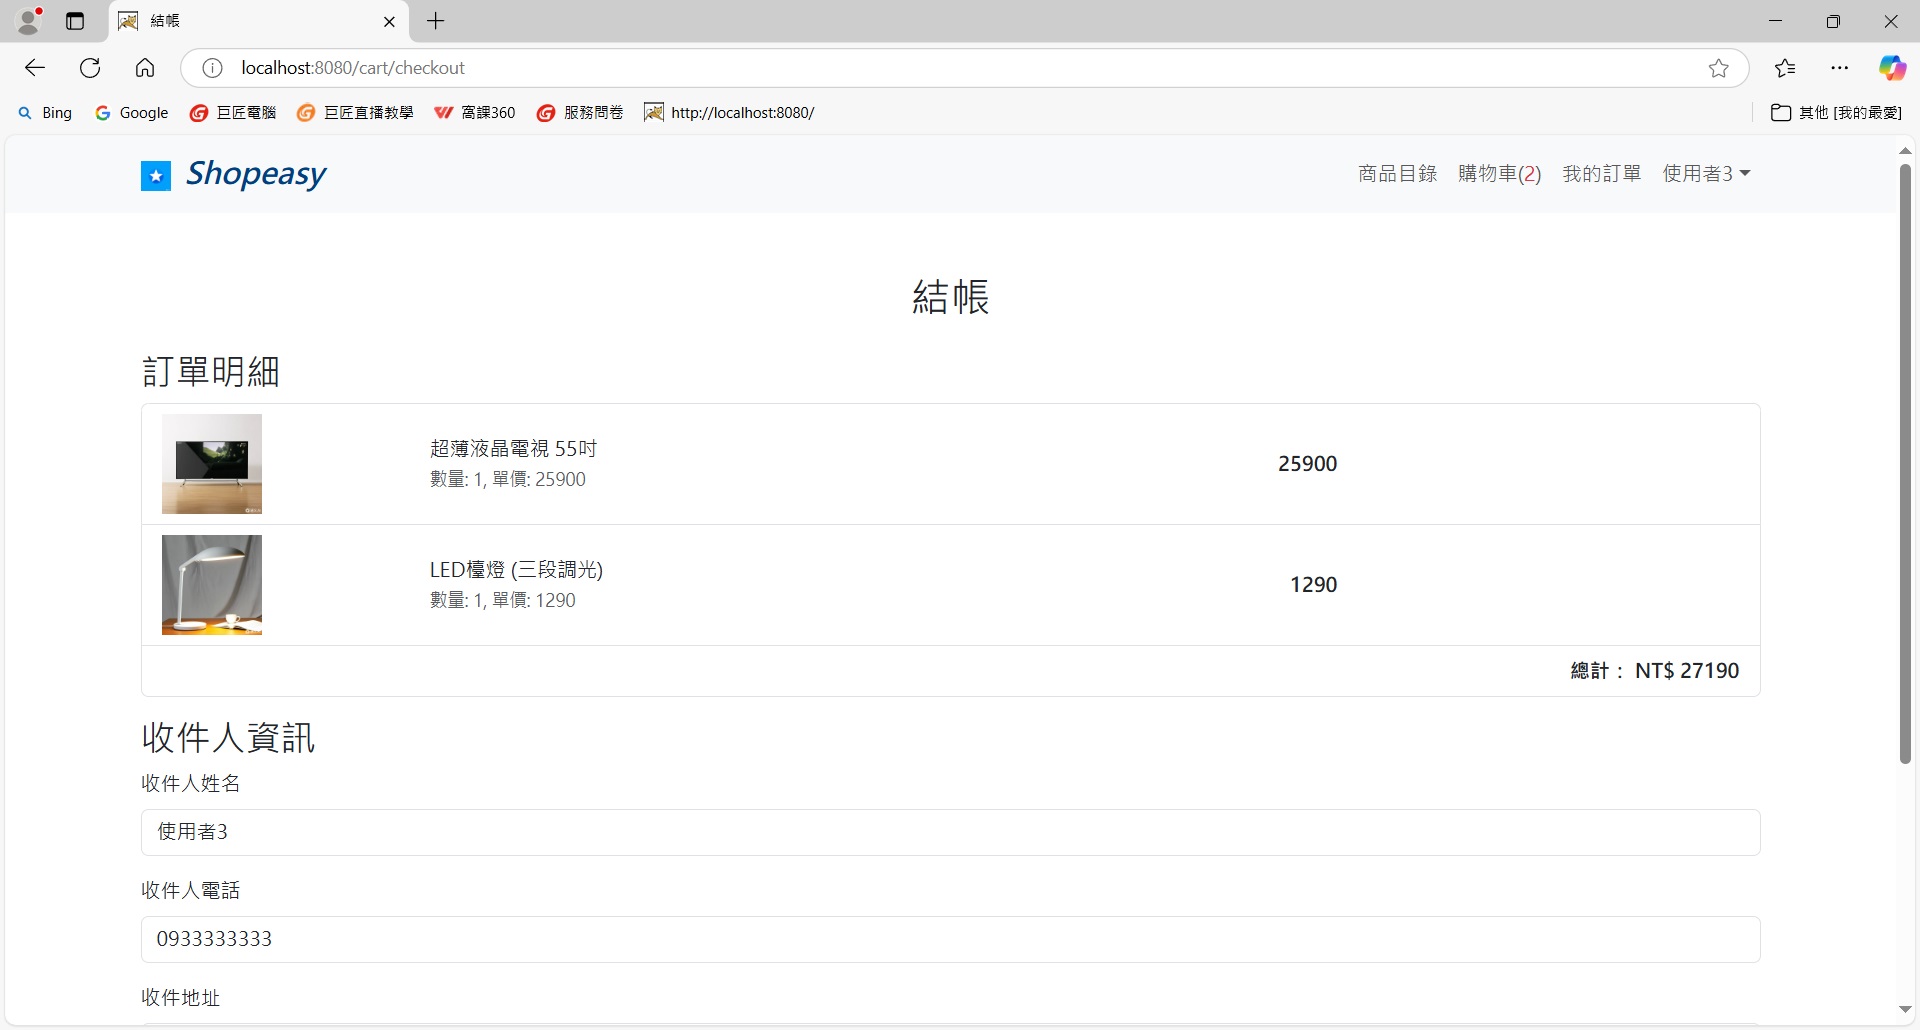 結帳
localhost:8080/cart/checkout
Bing Google 巨匠電腦 巨匠直播教學 窩課360 服務問卷 http://localhost:8080/ 其他 [我的最愛]
Shopeasy 商品目錄 購物車(2) 我的訂單 使用者3
結帳
訂單明細
超薄液晶電視 55吋
數量: 1, 單價: 25900
25900
LED檯燈 (三段調光)
數量: 1, 單價: 1290
1290
總計： NT$ 27190
收件人資訊
收件人姓名
使用者3
收件人電話
0933333333
收件地址